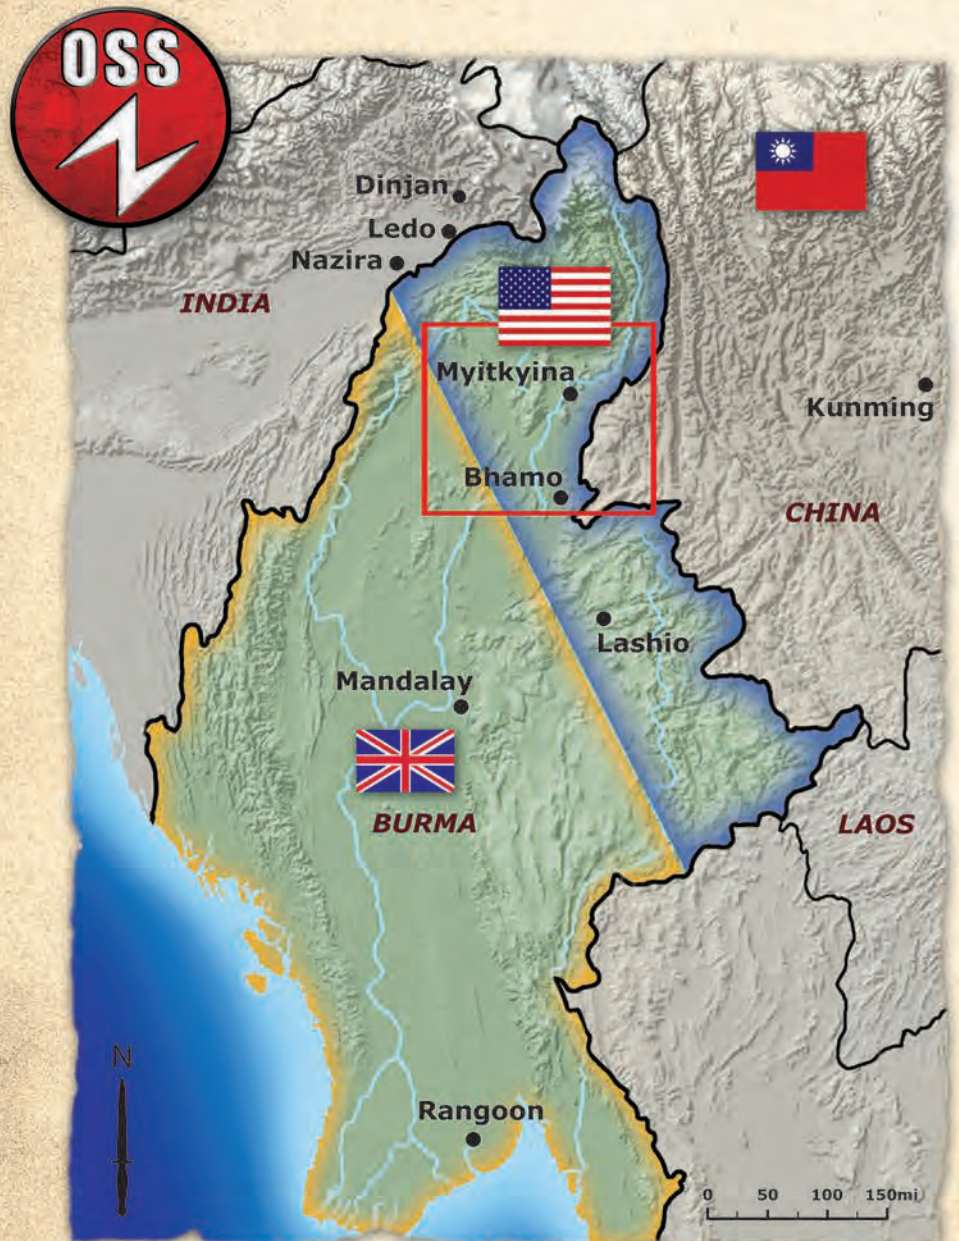 OSS
Dinjan
Ledo
Nazira
INDIA
Myitkyina
Kunming
Bhamo
CHINA
Lashio
Mandalay
BURMA
LAOS
N
Rangoon
0 50 100 150mi